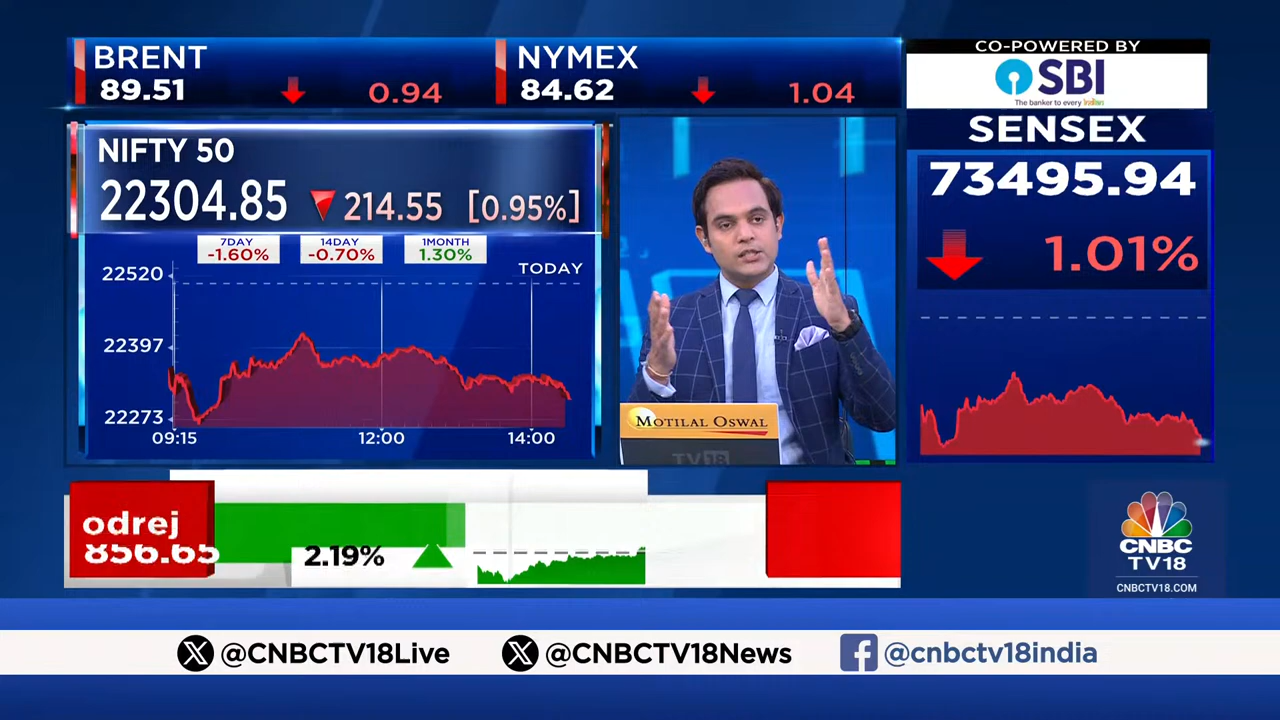 BRENT
89.51 0.94
NYMEX
84.62 1.04
CO-POWERED BY
SBI
The banker to every Indian
SENSEX
73495.94
1.01%
NIFTY 50
22304.85 214.55 [0.95%]
7DAY
-1.60%
14DAY
-0.70%
1MONTH
1.30%
TODAY
22520
22397
22273
09:15 12:00 14:00
MOTILAL OSWAL
TV18
odrej
856.65
2.19%
CNBC
TV18
CNBCTV18.COM
@CNBCTV18Live
@CNBCTV18News
@cnbctv18india